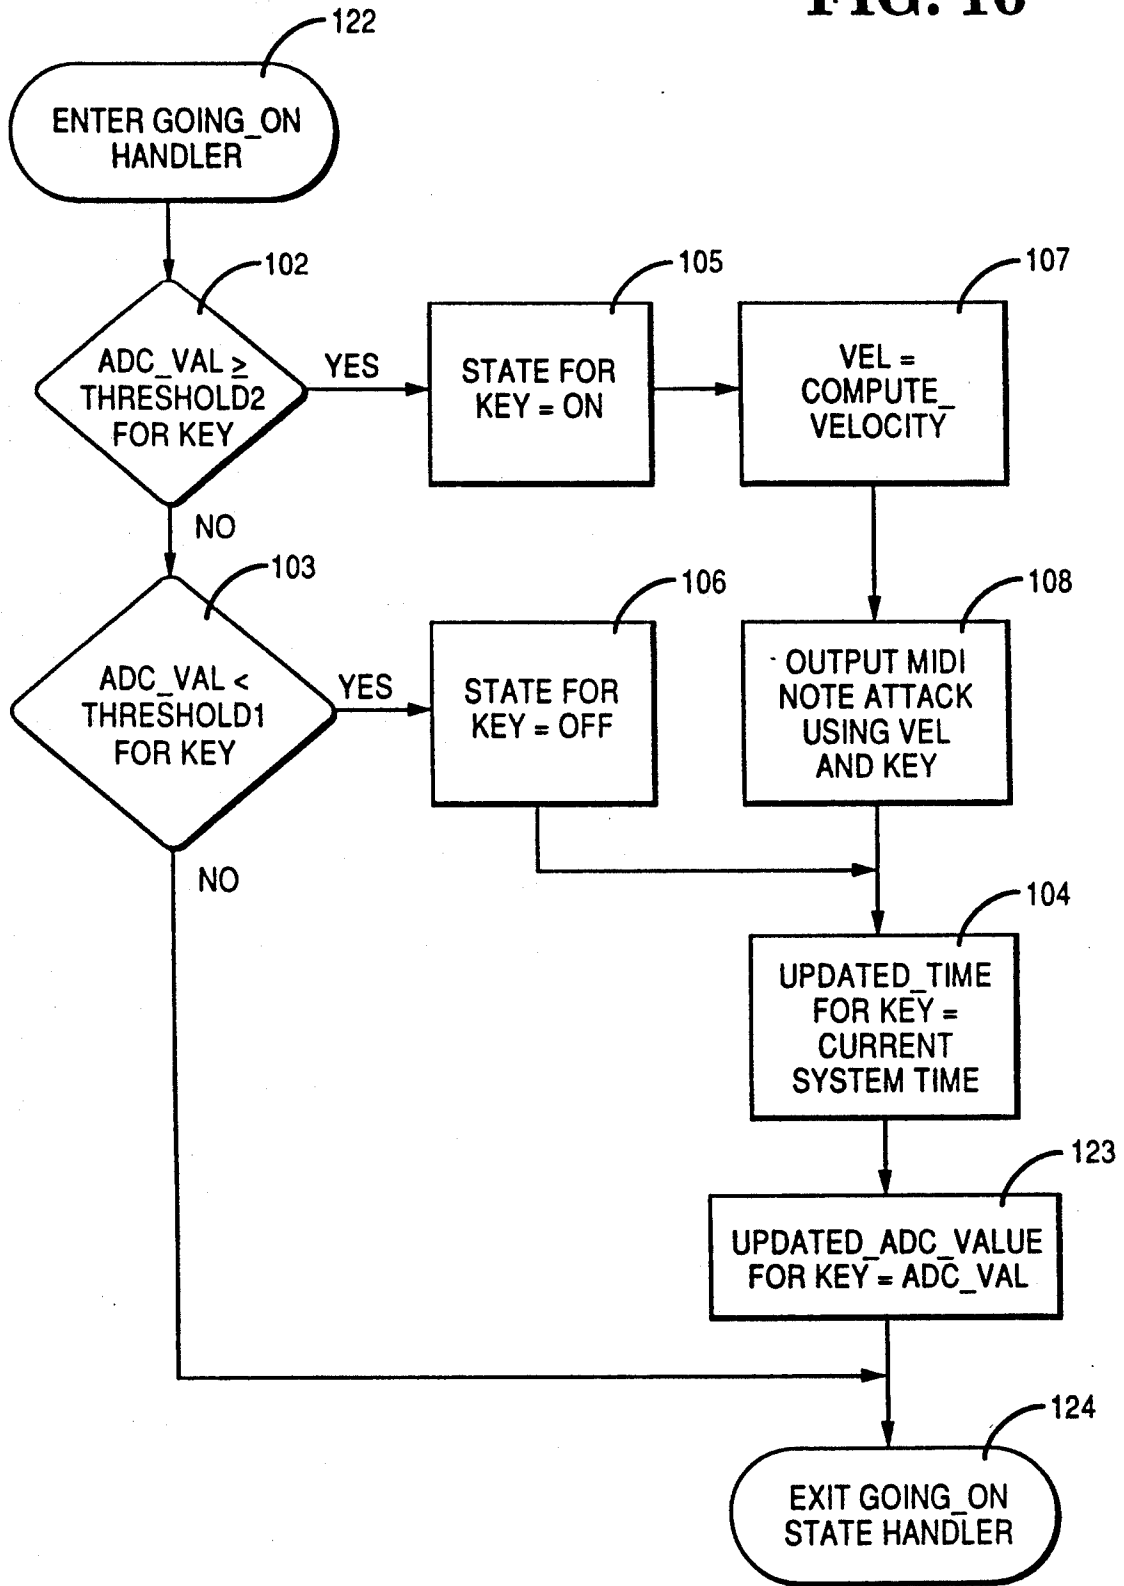 122
ENTER GOING_ON
HANDLER
102
ADC_VAL ≥
THRESHOLD2
FOR KEY
YES
NO
105
STATE FOR
KEY = ON
107
VEL =
COMPUTE_
VELOCITY
103
ADC_VAL <
THRESHOLD1
FOR KEY
YES
NO
106
STATE FOR
KEY = OFF
108
OUTPUT MIDI
NOTE ATTACK
USING VEL
AND KEY
104
UPDATED_TIME
FOR KEY =
CURRENT
SYSTEM TIME
123
UPDATED_ADC_VALUE
FOR KEY = ADC_VAL
124
EXIT GOING_ON
STATE HANDLER